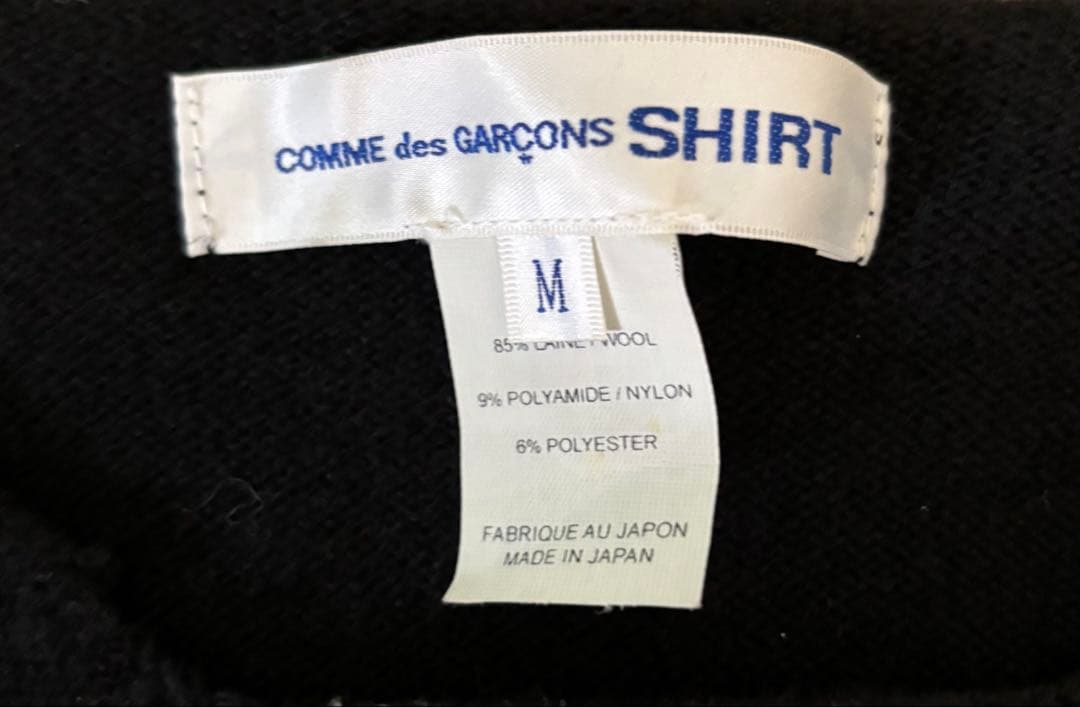 COMME des GARÇONS SHIRT
M
85% LAINE / WOOL
9% POLYAMIDE / NYLON
6% POLYESTER
FABRIQUE AU JAPON
MADE IN JAPAN